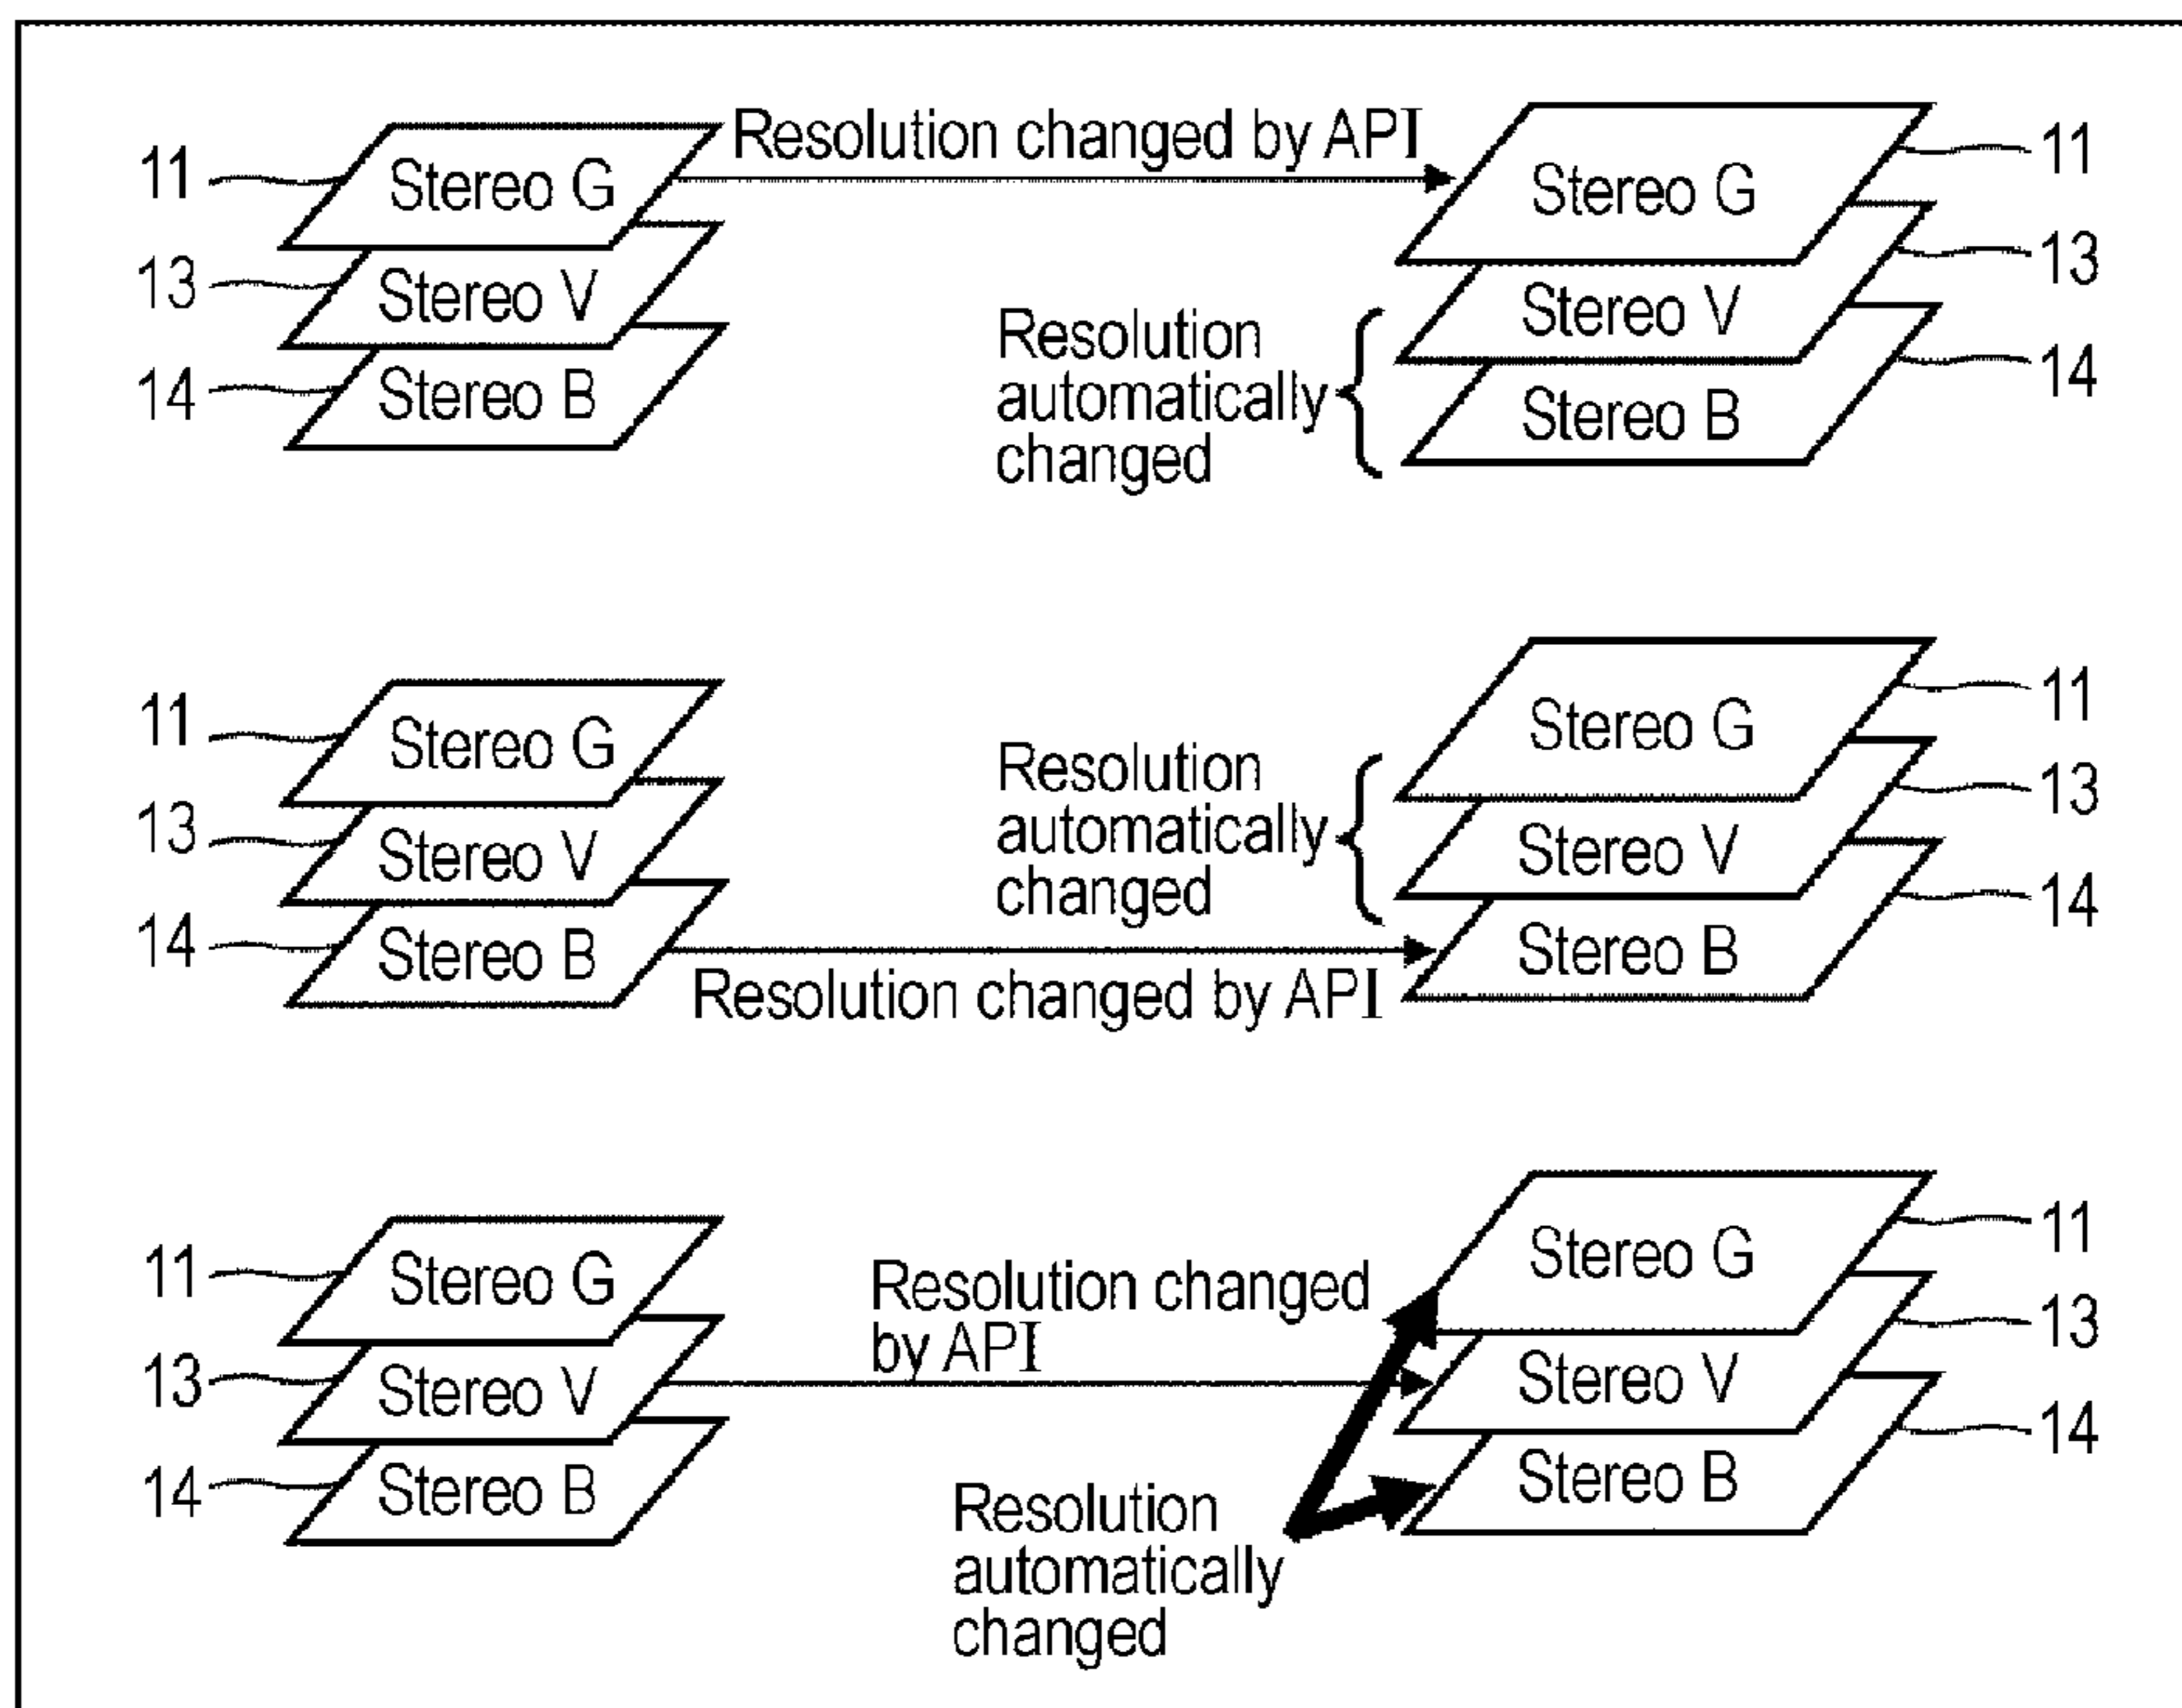 Resolution changed by API
11
Stereo G
13
Stereo V
14
Stereo B
Stereo G
11
Stereo V
13
Stereo B
14
Resolution
automatically
changed
11
Stereo G
13
Stereo V
14
Stereo B
Resolution
automatically
changed
Resolution changed by API
Stereo G
11
Stereo V
13
Stereo B
14
11
Stereo G
13
Stereo V
14
Stereo B
Resolution changed
by API
Resolution
automatically
changed
Stereo G
11
Stereo V
13
Stereo B
14